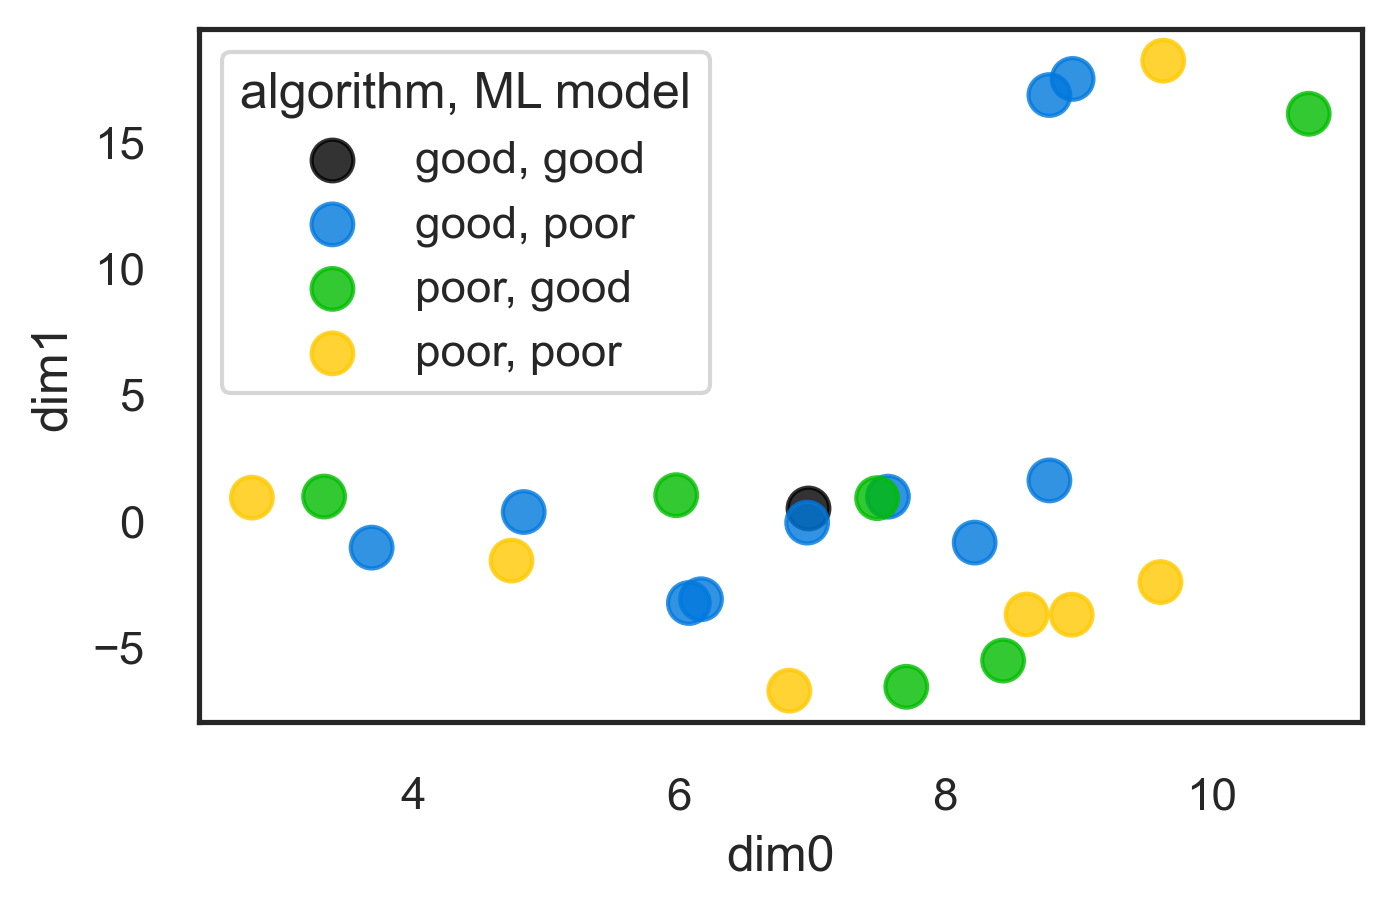 algorithm, ML model
good, good
good, poor
poor, good
poor, poor
15
10
5
0
−5
dim1
4 6 8 10
dim0